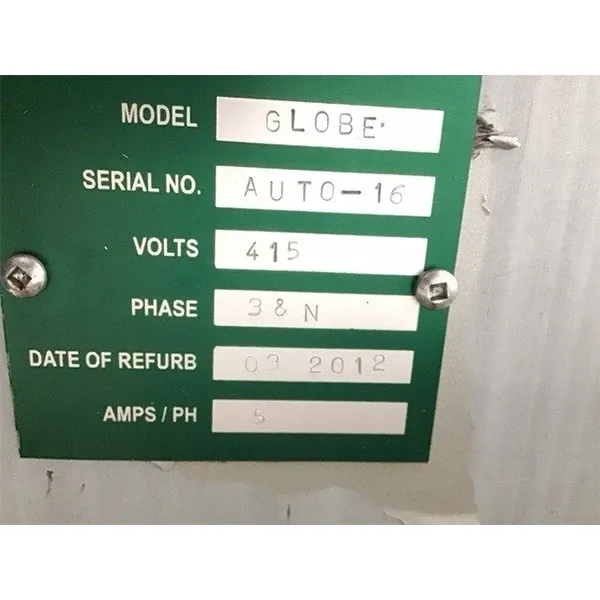 MODEL GLOBE
SERIAL NO. AUTO-16
VOLTS 415
PHASE 3 & N
DATE OF REFURB 03 2012
AMPS / PH 5